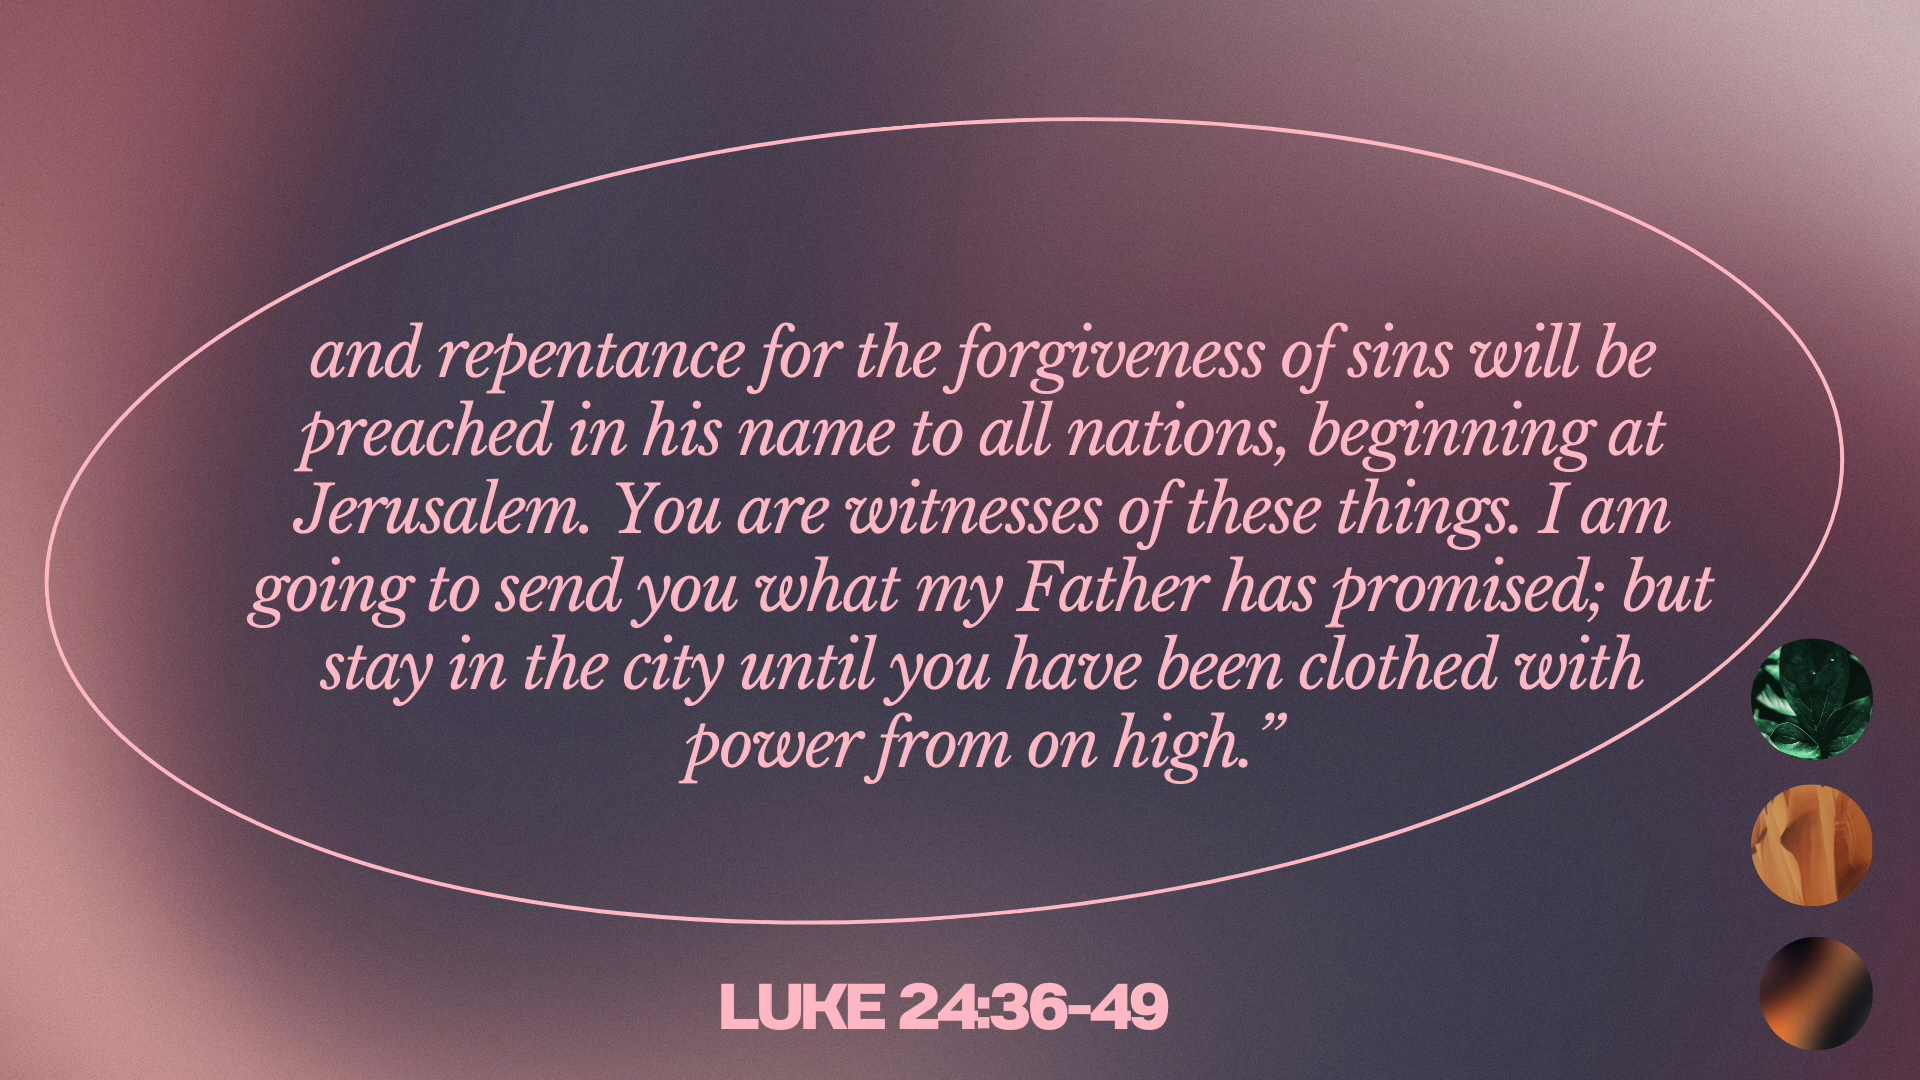 and repentance for the forgiveness of sins will be
preached in his name to all nations, beginning at
Jerusalem. You are witnesses of these things. I am
going to send you what my Father has promised; but
stay in the city until you have been clothed with
power from on high.”
LUKE 24:36-49